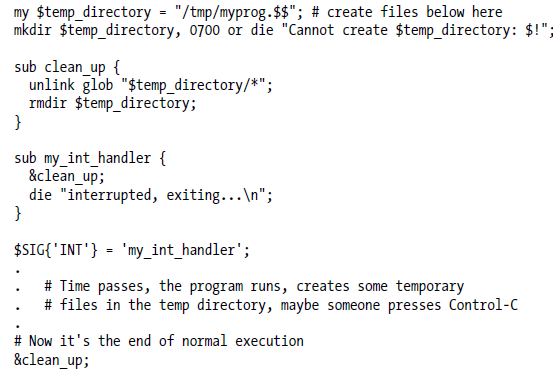 my $temp_directory = "/tmp/myprog.$$"; # create files below here
mkdir $temp_directory, 0700 or die "Cannot create $temp_directory: $!";

sub clean_up {
  unlink glob "$temp_directory/*";
  rmdir $temp_directory;
}

sub my_int_handler {
  &clean_up;
  die "interrupted, exiting...\n";
}

$SIG{'INT'} = 'my_int_handler';
.
.   # Time passes, the program runs, creates some temporary
.   # files in the temp directory, maybe someone presses Control-C
.
# Now it's the end of normal execution
&clean_up;